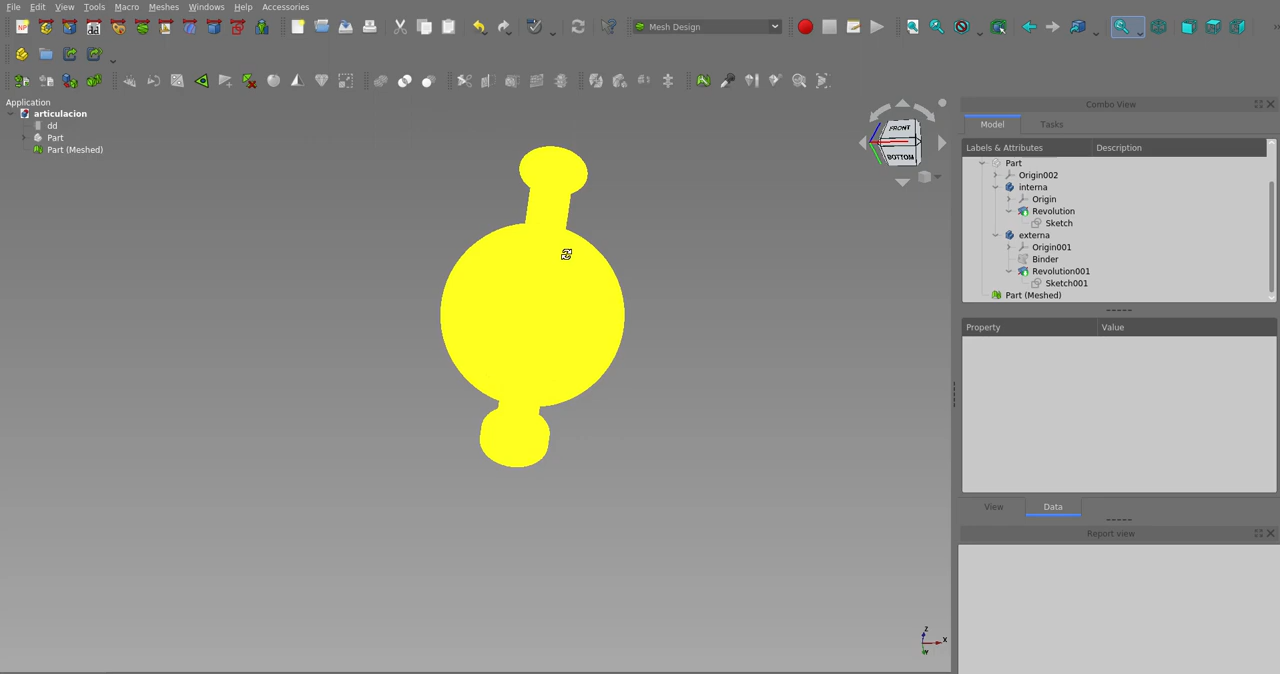 File Edit View Tools Macro Meshes Windows Help Accessories
Mesh Design
Application
articulacion
dd
Part
Part (Meshed)
FRONT
BOTTOM
Combo View
Model Tasks
Labels & Attributes Description
Part
Origin002
interna
Origin
Revolution
Sketch
externa
Origin001
Binder
Revolution001
Sketch001
Part (Meshed)
Property Value
View Data
Report view
Z
X